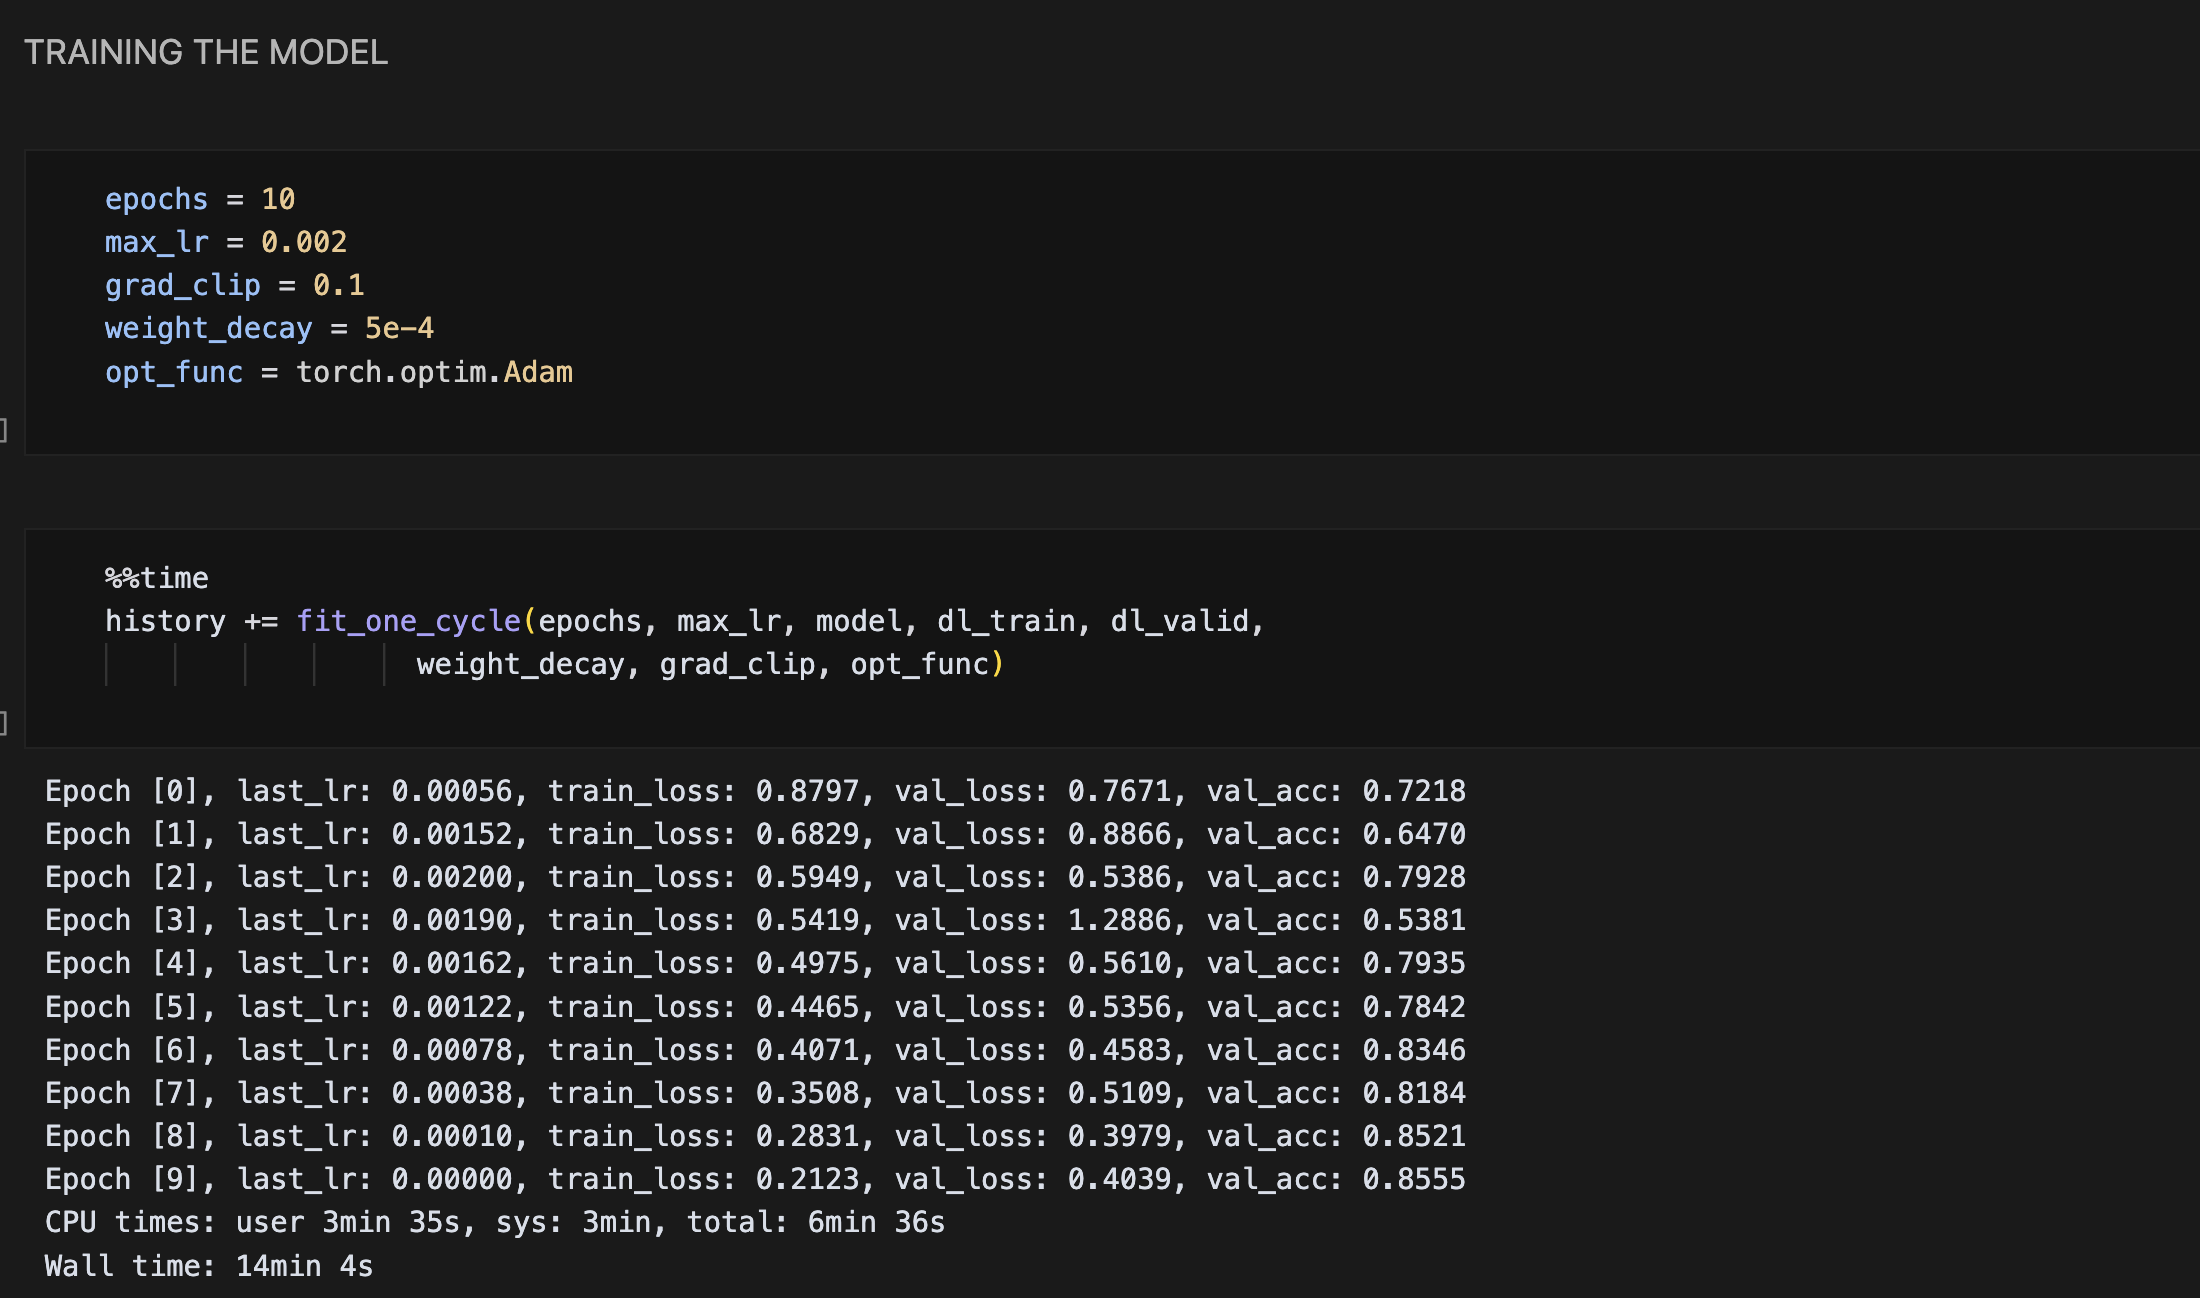 TRAINING THE MODEL
epochs = 10
max_lr = 0.002
grad_clip = 0.1
weight_decay = 5e-4
opt_func = torch.optim.Adam
]
%%time
history += fit_one_cycle(epochs, max_lr, model, dl_train, dl_valid,
weight_decay, grad_clip, opt_func)
]
Epoch [0], last_lr: 0.00056, train_loss: 0.8797, val_loss: 0.7671, val_acc: 0.7218
Epoch [1], last_lr: 0.00152, train_loss: 0.6829, val_loss: 0.8866, val_acc: 0.6470
Epoch [2], last_lr: 0.00200, train_loss: 0.5949, val_loss: 0.5386, val_acc: 0.7928
Epoch [3], last_lr: 0.00190, train_loss: 0.5419, val_loss: 1.2886, val_acc: 0.5381
Epoch [4], last_lr: 0.00162, train_loss: 0.4975, val_loss: 0.5610, val_acc: 0.7935
Epoch [5], last_lr: 0.00122, train_loss: 0.4465, val_loss: 0.5356, val_acc: 0.7842
Epoch [6], last_lr: 0.00078, train_loss: 0.4071, val_loss: 0.4583, val_acc: 0.8346
Epoch [7], last_lr: 0.00038, train_loss: 0.3508, val_loss: 0.5109, val_acc: 0.8184
Epoch [8], last_lr: 0.00010, train_loss: 0.2831, val_loss: 0.3979, val_acc: 0.8521
Epoch [9], last_lr: 0.00000, train_loss: 0.2123, val_loss: 0.4039, val_acc: 0.8555
CPU times: user 3min 35s, sys: 3min, total: 6min 36s
Wall time: 14min 4s